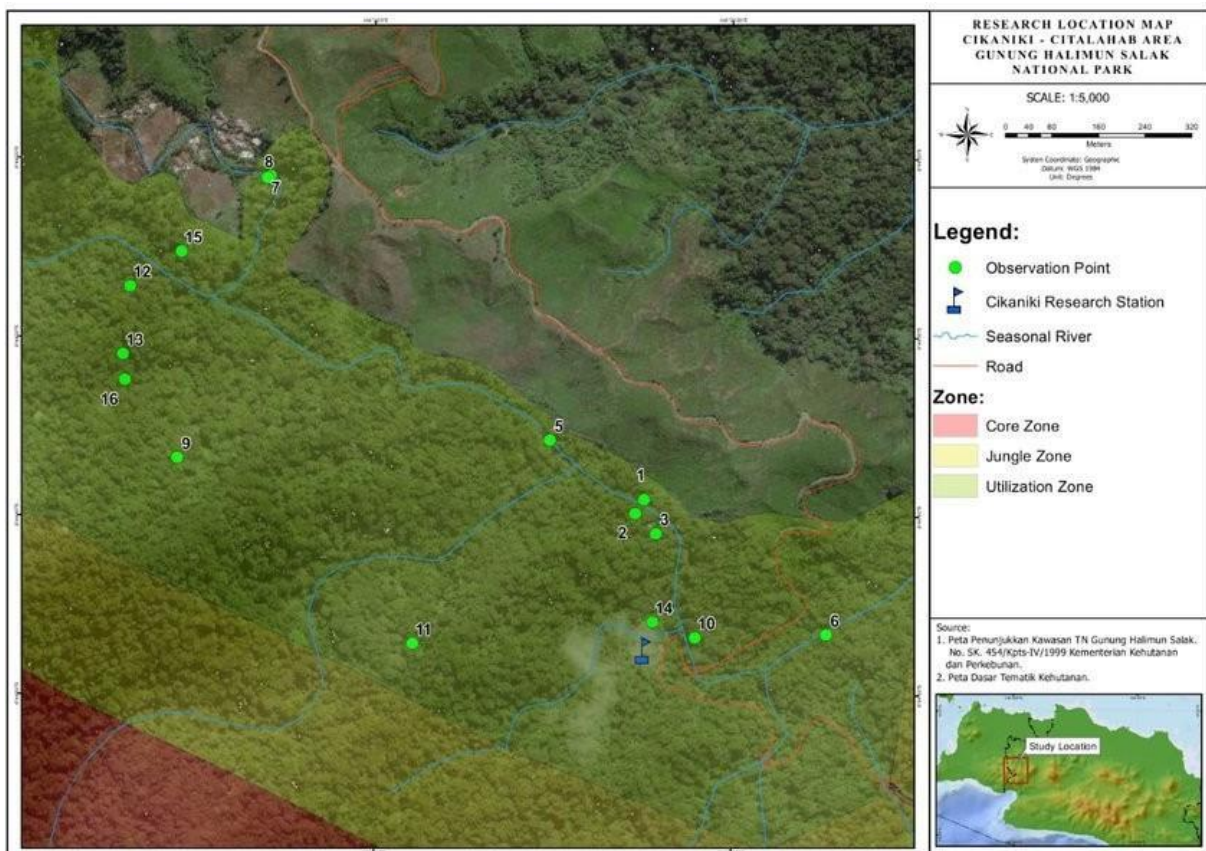 RESEARCH LOCATION MAP
CIKANIKI - CITALAHAB AREA
GUNUNG HALIMUN SALAK
NATIONAL PARK
SCALE: 1:5,000
0 40 80 160 240 320
Meters
System Coordinate: Geographic
Datum: WGS 1984
Unit: Degrees
Legend:
Observation Point
Cikaniki Research Station
Seasonal River
Road
Zone:
Core Zone
Jungle Zone
Utilization Zone
Source:
1. Peta Penunjukkan Kawasan TN Gunung Halimun Salak.
No. SK. 454/Kpts-IV/1999 Kementerian Kehutanan
dan Perkebunan.
2. Peta Dasar Tematik Kehutanan.
Study Location
8
7
15
12
13
16
9
5
1
2
3
14
10
6
11